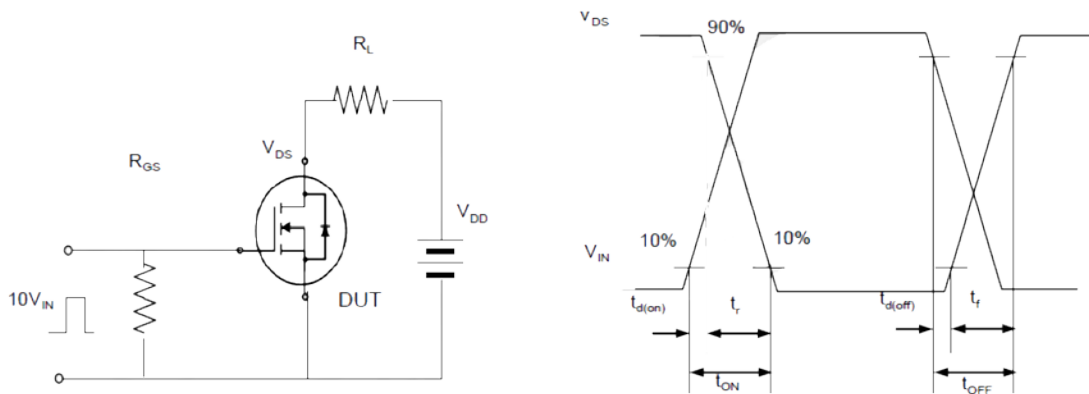 R_L
R_GS
V_DS
V_DD
10V_IN
DUT
V_DS
90%
V_IN
10%
10%
t_d(on)
t_r
t_d(off)
t_f
t_ON
t_OFF